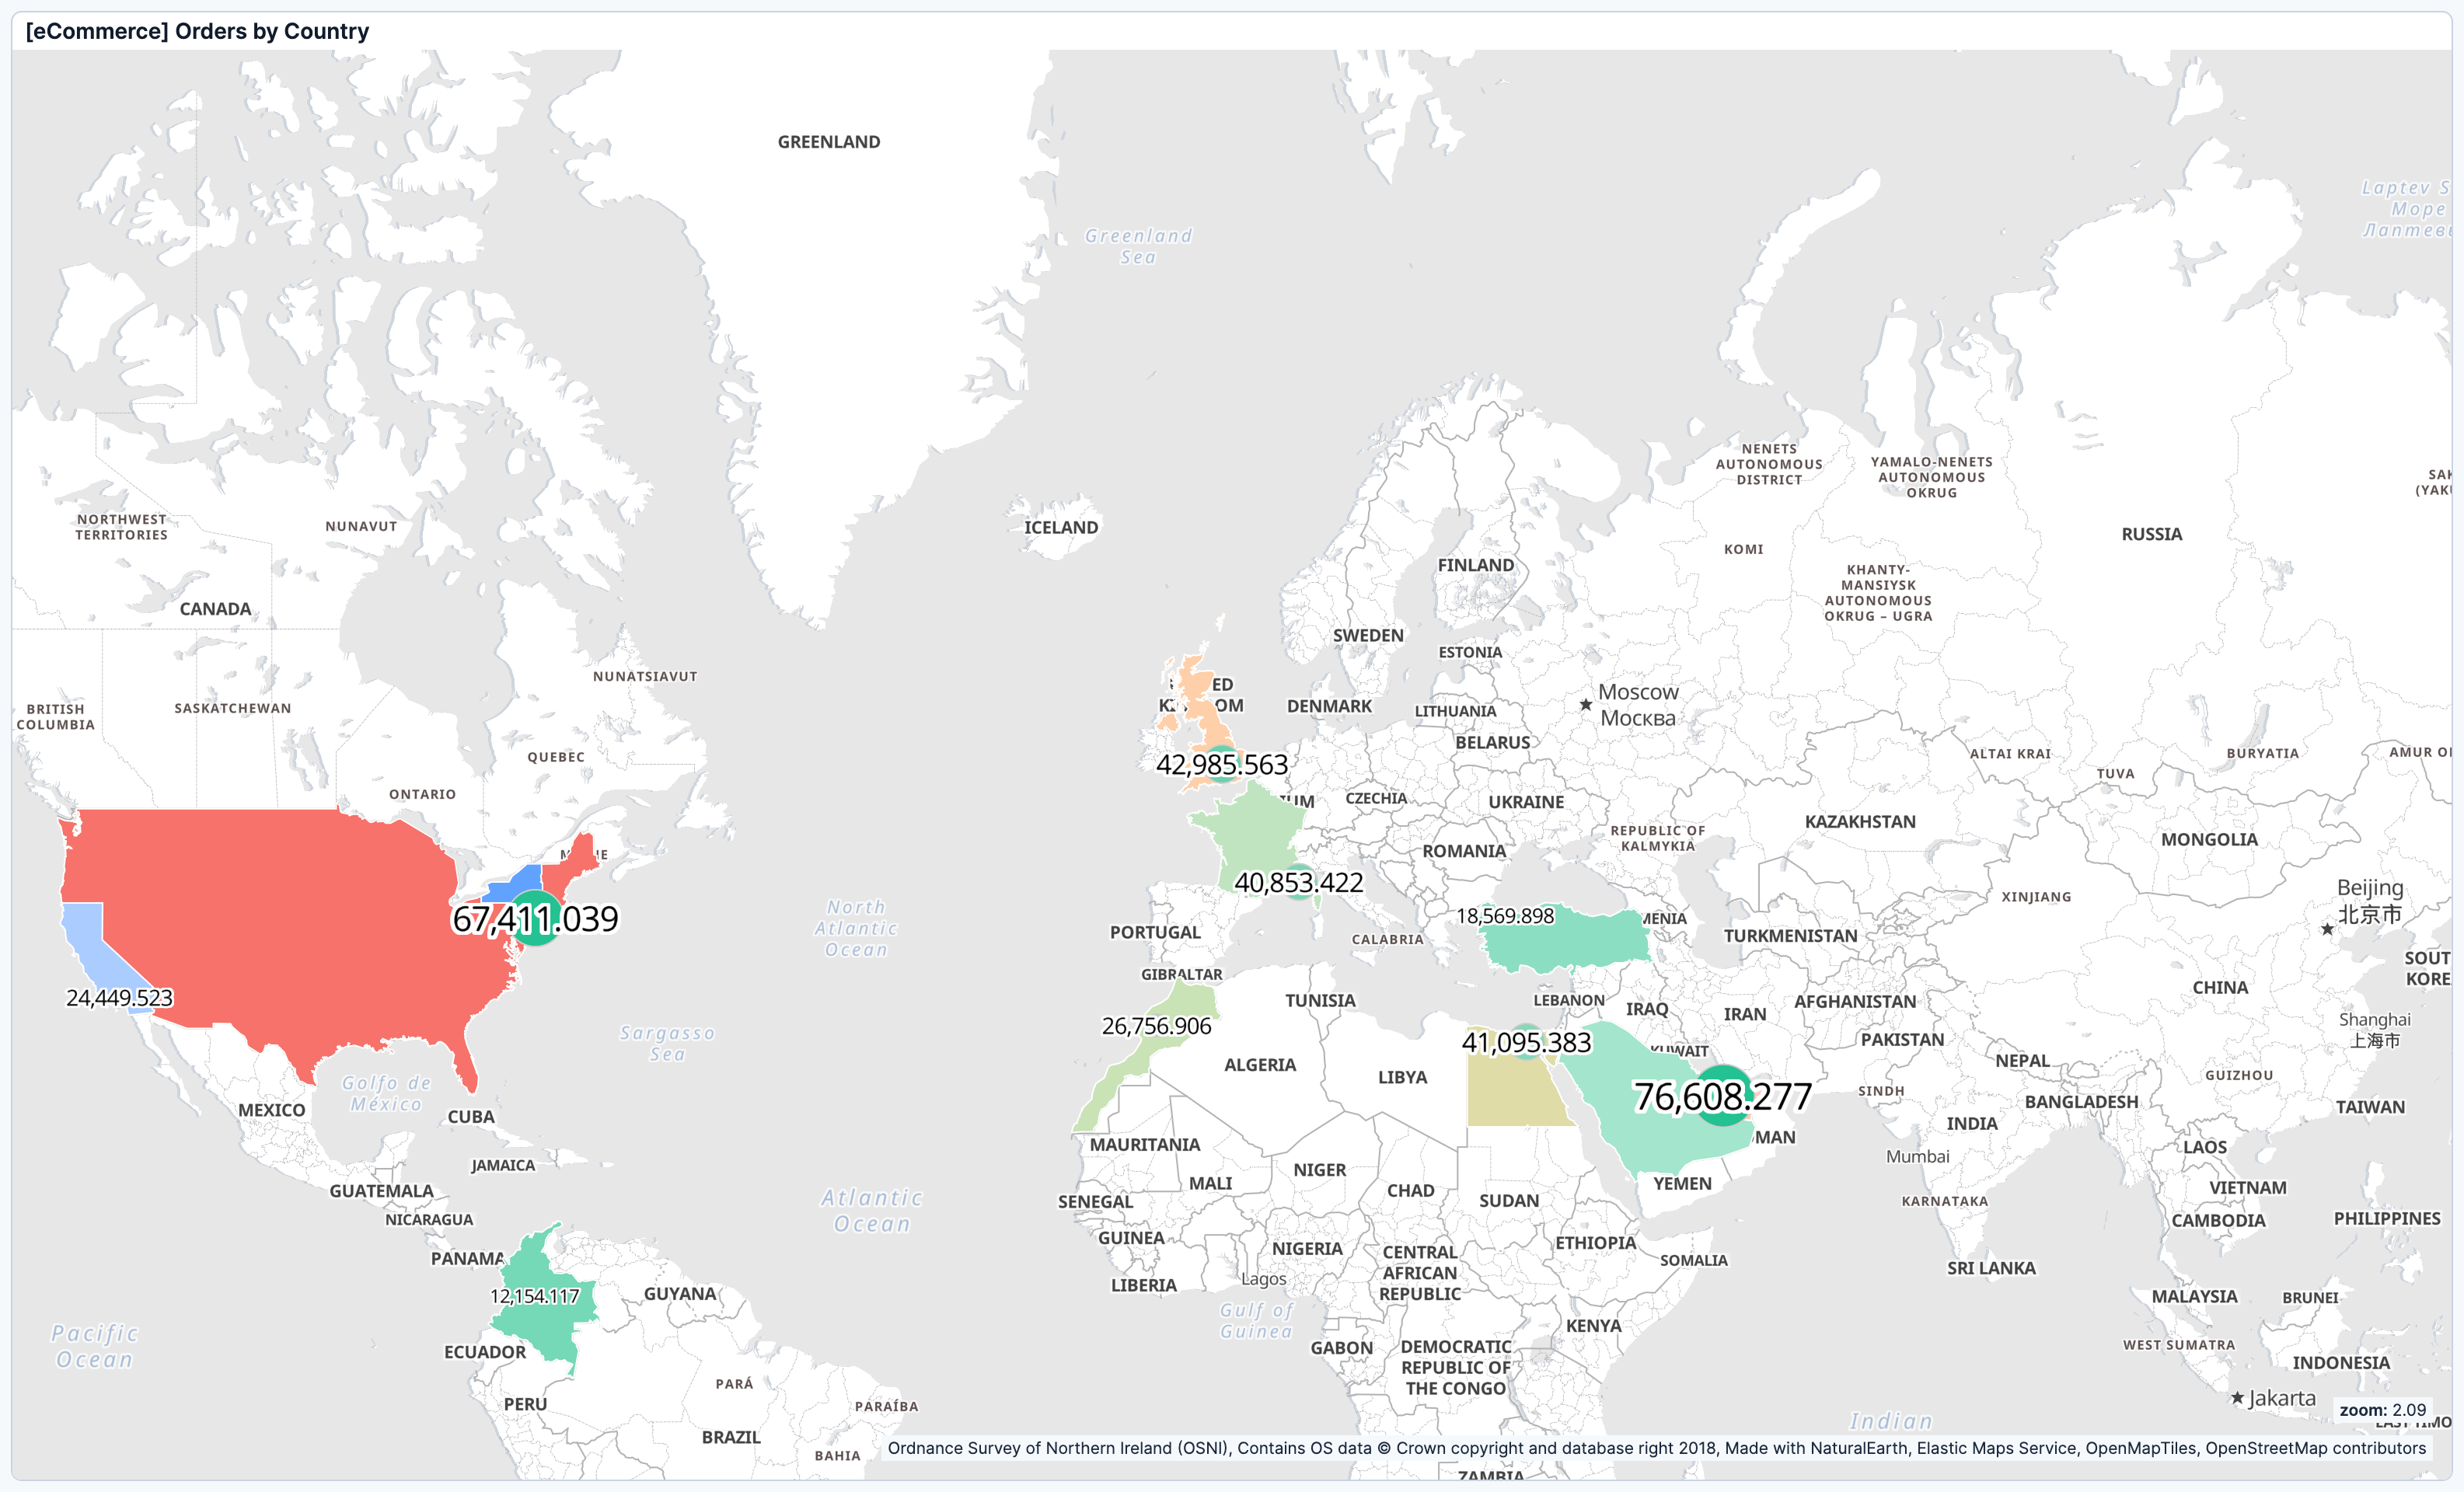 [eCommerce] Orders by Country
GREENLAND
Greenland
Sea
Laptev S
Море
Лаптевы
ICELAND
NORTHWEST
TERRITORIES
NUNAVUT
CANADA
NUNATSIAVUT
BRITISH
COLUMBIA
SASKATCHEWAN
QUEBEC
ONTARIO
NENETS
AUTONOMOUS
DISTRICT
YAMALO-NENETS
AUTONOMOUS
OKRUG
SAK
(YAKU
RUSSIA
KOMI
FINLAND
KHANTY-
MANSIYSK
AUTONOMOUS
OKRUG – UGRA
SWEDEN
ESTONIA
ED
OM
DENMARK
LITHUANIA
Moscow
Москва
BELARUS
ALTAI KRAI
BURYATIA
AMUR O
TUVA
42,985.563
UM
CZECHIA
UKRAINE
REPUBLIC OF
KALMYKIA
KAZAKHSTAN
MONGOLIA
ROMANIA
40,853.422
67,411.039
North
Atlantic
Ocean
PORTUGAL
CALABRIA
18,569.898
MENIA
TURKMENISTAN
XINJIANG
Beijing
北京市
SOUT
KORE
GIBRALTAR
24,449.523
26,756.906
TUNISIA
LEBANON
IRAQ
IRAN
AFGHANISTAN
CHINA
Shanghai
上海市
Sargasso
Sea
41,095.383
KUWAIT
PAKISTAN
NEPAL
ALGERIA
LIBYA
GUIZHOU
Golfo de
México
MEXICO
CUBA
76,608.277
SINDH
BANGLADESH
TAIWAN
INDIA
MAURITANIA
MAN
LAOS
JAMAICA
GUATEMALA
NICARAGUA
MALI
NIGER
CHAD
SUDAN
YEMEN
Mumbai
VIETNAM
KARNATAKA
SENEGAL
Atlantic
Ocean
PHILIPPINES
CAMBODIA
PANAMA
GUINEA
NIGERIA
CENTRAL
AFRICAN
REPUBLIC
ETHIOPIA
SOMALIA
SRI LANKA
LIBERIA
Lagos
12,154.117
GUYANA
MALAYSIA
BRUNEI
Gulf of
Guinea
KENYA
Pacific
Ocean
ECUADOR
GABON
DEMOCRATIC
REPUBLIC OF
THE CONGO
WEST SUMATRA
INDONESIA
PARÁ
PERU
PARAÍBA
Jakarta
zoom: 2.09
BRAZIL
BAHIA
Indian
Ordnance Survey of Northern Ireland (OSNI), Contains OS data © Crown copyright and database right 2018, Made with NaturalEarth, Elastic Maps Service, OpenMapTiles, OpenStreetMap contributors
ZAMBIA